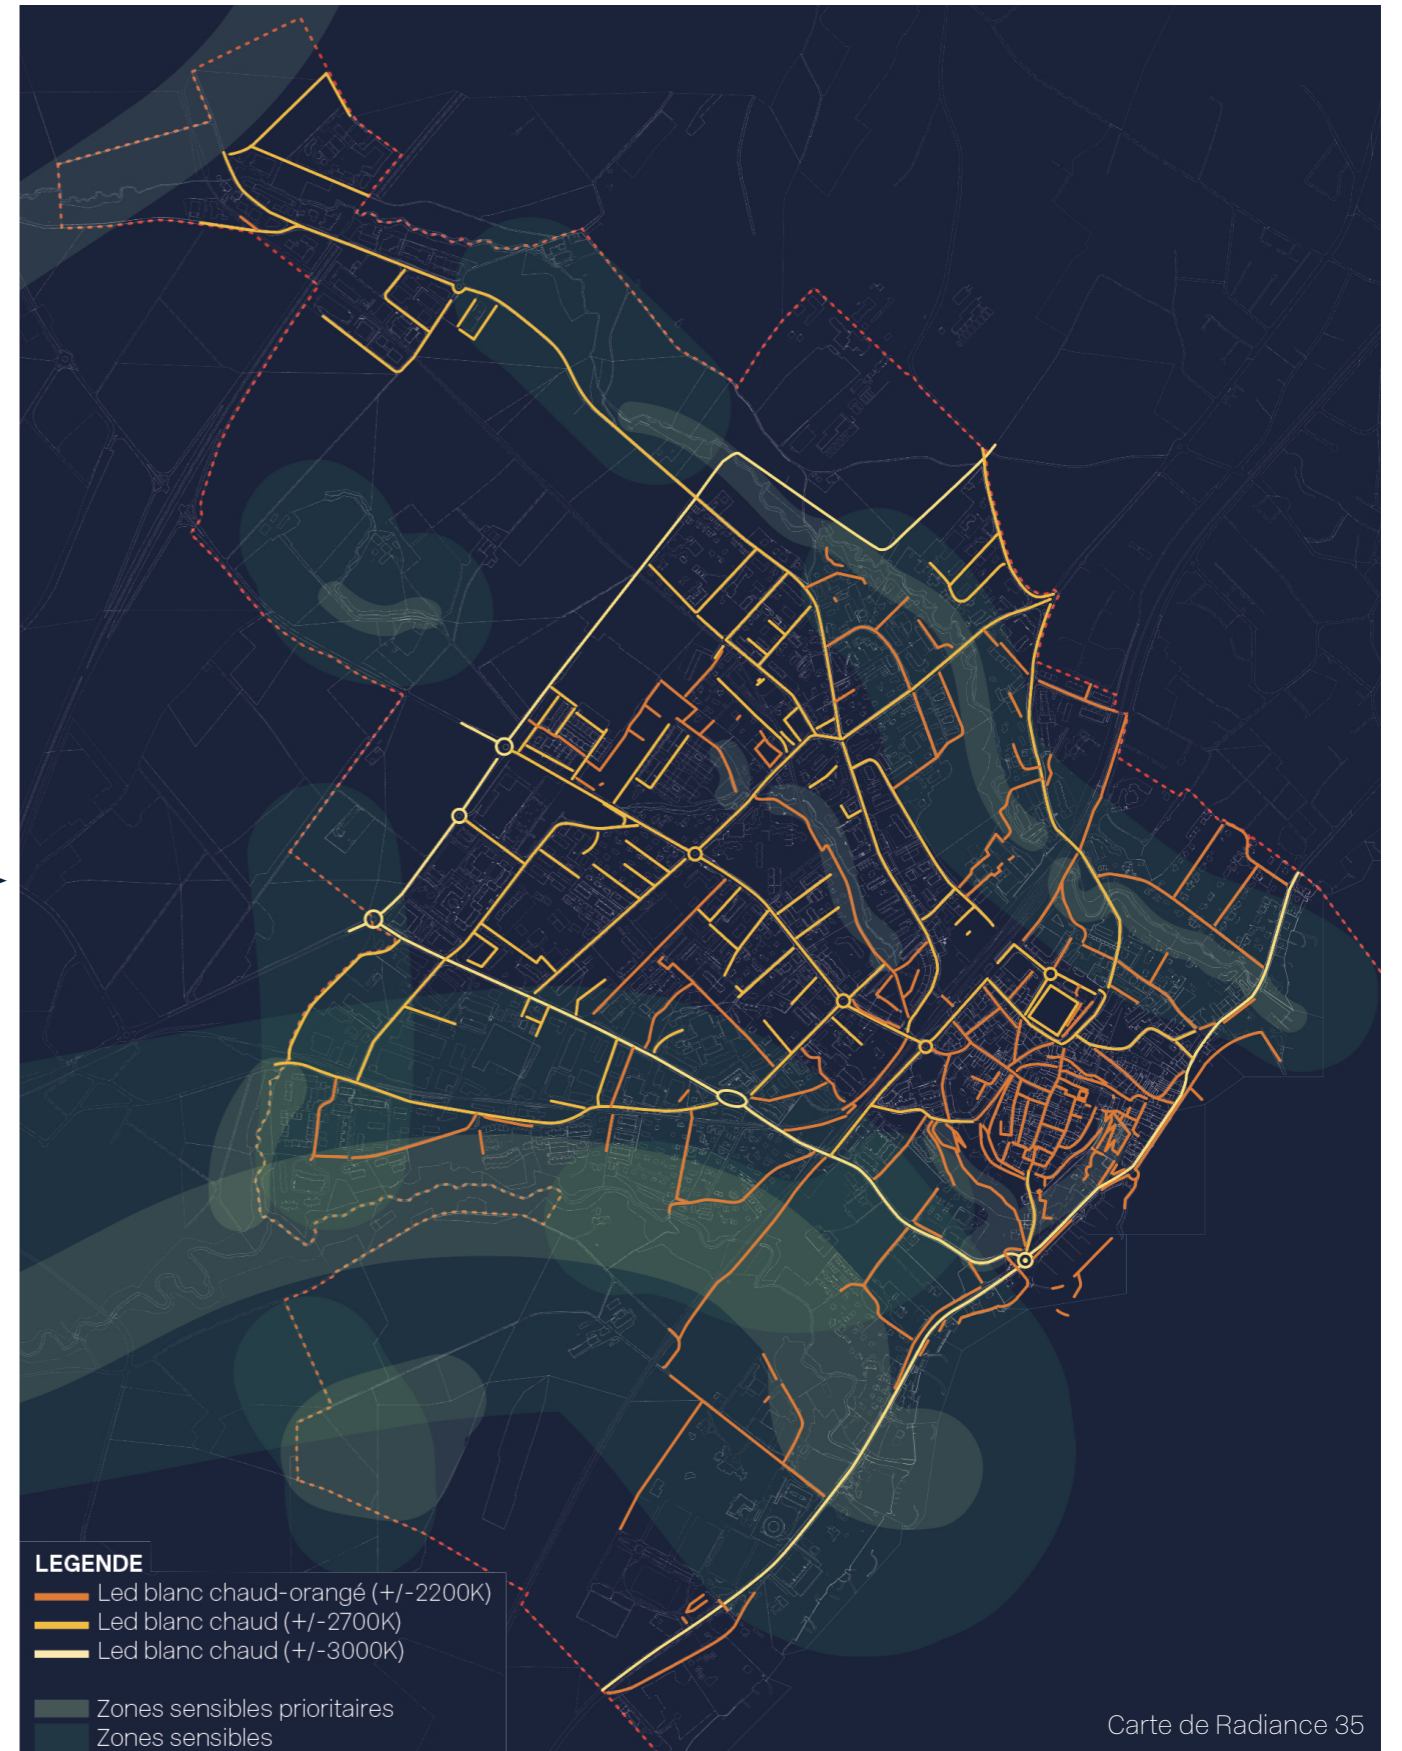 LEGENDE
Led blanc chaud-orangé (+/-2200K)
Led blanc chaud (+/-2700K)
Led blanc chaud (+/-3000K)
Zones sensibles prioritaires
Zones sensibles
Carte de Radiance 35